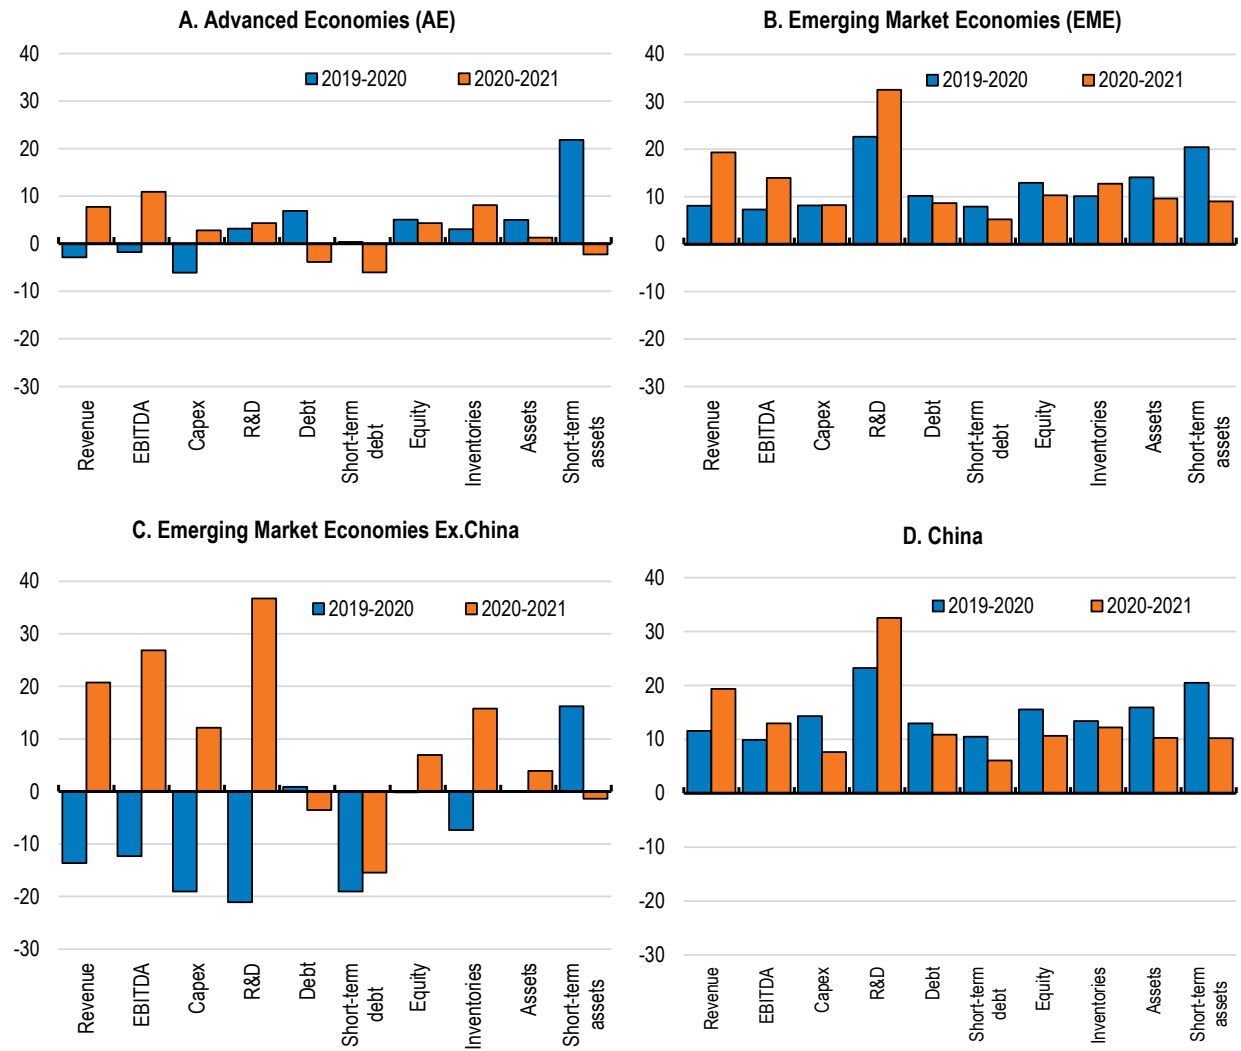 A. Advanced Economies (AE)
40
30
20
10
0
-10
-20
-30
2019-2020
2020-2021
Revenue
EBITDA
Capex
R&D
Debt
Short-term
debt
Equity
Inventories
Assets
Short-term
assets
B. Emerging Market Economies (EME)
40
30
20
10
0
-10
-20
-30
2019-2020
2020-2021
Revenue
EBITDA
Capex
R&D
Debt
Short-term
debt
Equity
Inventories
Assets
Short-term
assets
C. Emerging Market Economies Ex.China
40
30
20
10
0
-10
-20
-30
2019-2020
2020-2021
Revenue
EBITDA
Capex
R&D
Debt
Short-term
debt
Equity
Inventories
Assets
Short-term
assets
D. China
40
30
20
10
0
-10
-20
-30
2019-2020
2020-2021
Revenue
EBITDA
Capex
R&D
Debt
Short-term
debt
Equity
Inventories
Assets
Short-term
assets